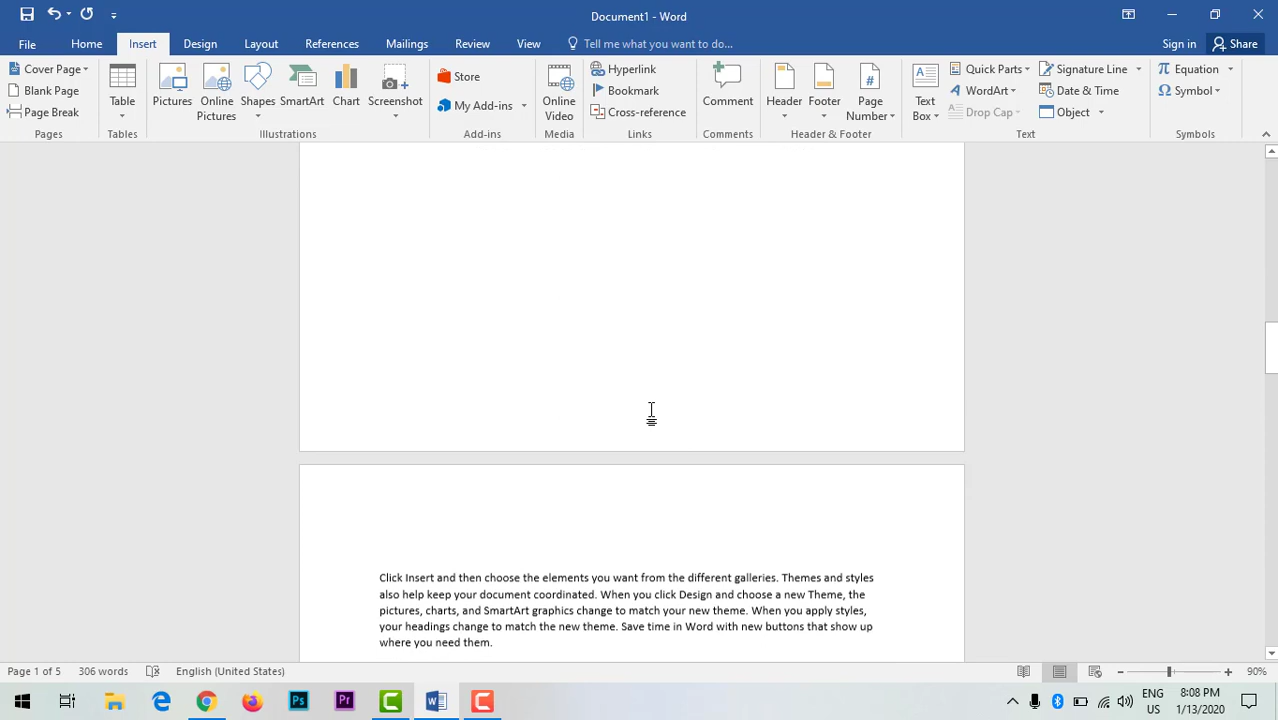 Document1 - Word
File Home Insert Design Layout References Mailings Review View Tell me what you want to do... Sign in Share
Cover Page
Blank Page
Page Break
Pages
Table
Tables
Pictures
Online Pictures
Shapes
SmartArt
Chart
Screenshot
Illustrations
Store
My Add-ins
Add-ins
Online Video
Media
Hyperlink
Bookmark
Cross-reference
Links
Comment
Comments
Header
Footer
Page Number
Header & Footer
Text Box
Quick Parts
WordArt
Drop Cap
Signature Line
Date & Time
Object
Text
Equation
Symbol
Symbols
Click Insert and then choose the elements you want from the different galleries. Themes and styles
also help keep your document coordinated. When you click Design and choose a new Theme, the
pictures, charts, and SmartArt graphics change to match your new theme. When you apply styles,
your headings change to match the new theme. Save time in Word with new buttons that show up
where you need them.
Page 1 of 5 306 words English (United States) 90%
Ps Pr
ENG 8:08 PM
US 1/13/2020